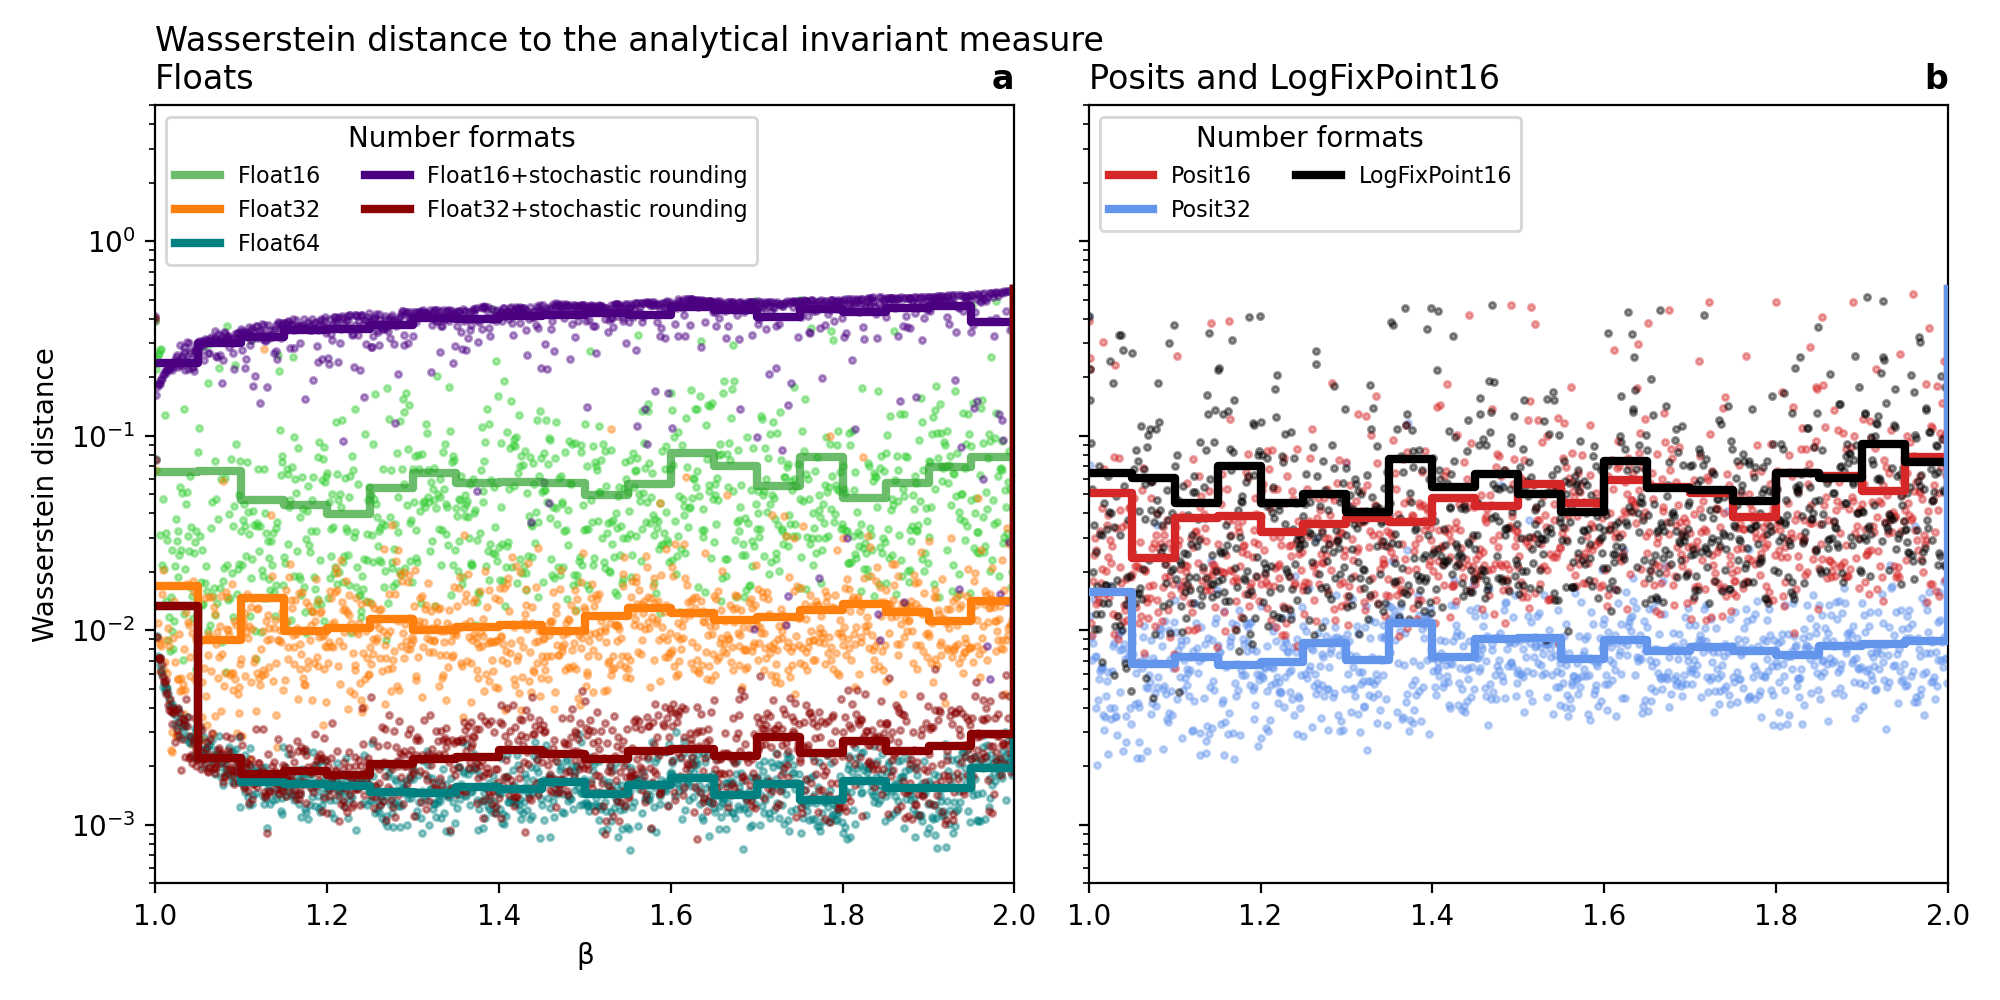 Wasserstein distance to the analytical invariant measure
Floats a
Posits and LogFixPoint16 b
Number formats
Float16 Float16+stochastic rounding
Float32 Float32+stochastic rounding
Float64
Number formats
Posit16 LogFixPoint16
Posit32
Wasserstein distance
10⁰
10⁻¹
10⁻²
10⁻³
1.0 1.2 1.4 1.6 1.8 2.0
β
1.0 1.2 1.4 1.6 1.8 2.0